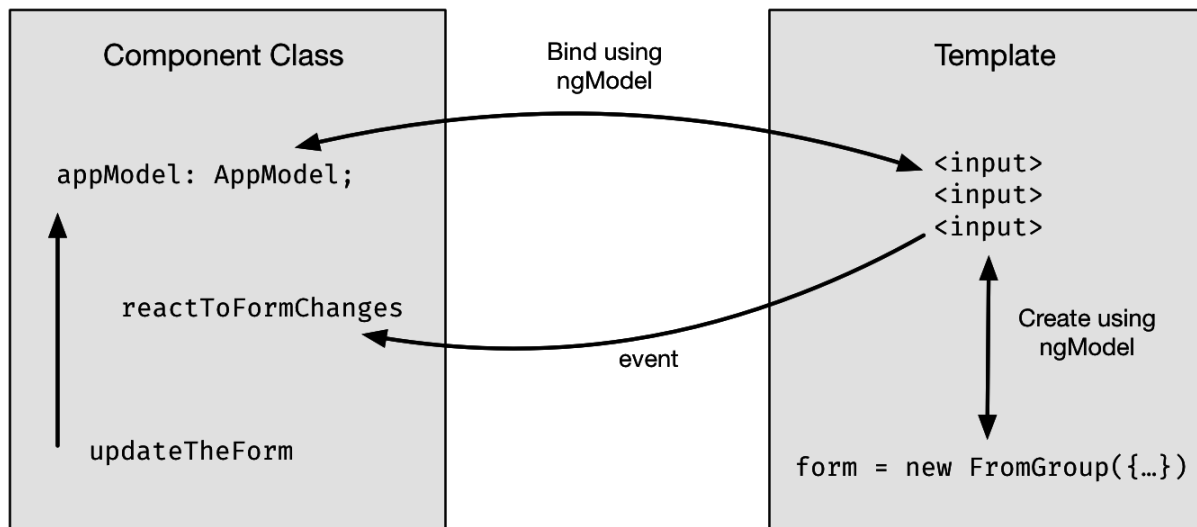 Component Class
appModel: AppModel;
reactToFormChanges
updateTheForm
Bind using
ngModel
event
Template
<input>
<input>
<input>
Create using
ngModel
form = new FromGroup({…})